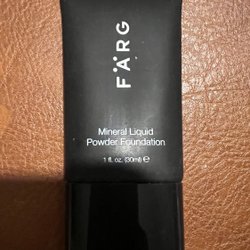 FÄRG
Mineral Liquid
Powder Foundation
1 fl. oz. (30ml) ℮